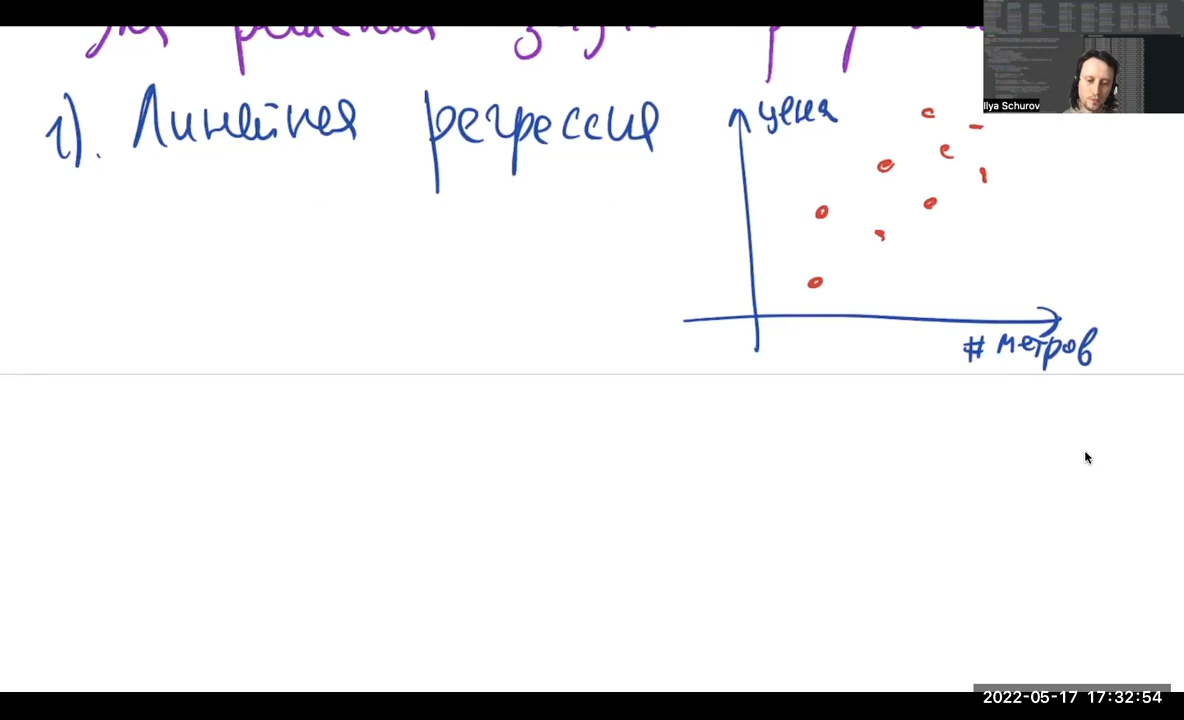 1). Линейная регрессия
цена
# метров
Ilya Schurov
2022-05-17 17:32:54